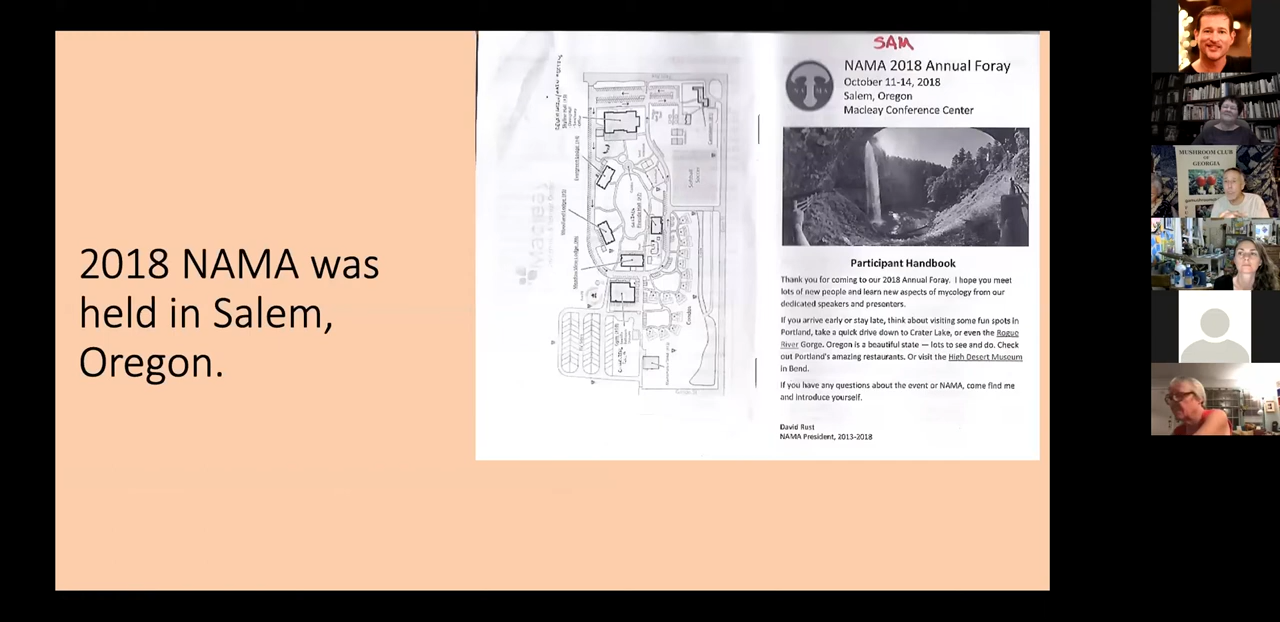 2018 NAMA was
held in Salem,
Oregon.
SAM
NAMA 2018 Annual Foray
October 11-14, 2018
Salem, Oregon
Macleay Conference Center
Participant Handbook
Thank you for coming to our 2018 Annual Foray. I hope you meet
lots of new people and learn new aspects of mycology from our
dedicated speakers and presenters.
If you arrive early or stay late, think about visiting some fun spots in
Portland, take a quick drive down to Crater Lake, or even the Rogue
River Gorge. Oregon is a beautiful state — lots to see and do. Check
out Portland's amazing restaurants. Or visit the High Desert Museum
in Bend.
If you have any questions about the event or NAMA, come find me
and introduce yourself.
David Rust
NAMA President, 2013-2018
MUSHROOM CLUB
OF
GEORGIA